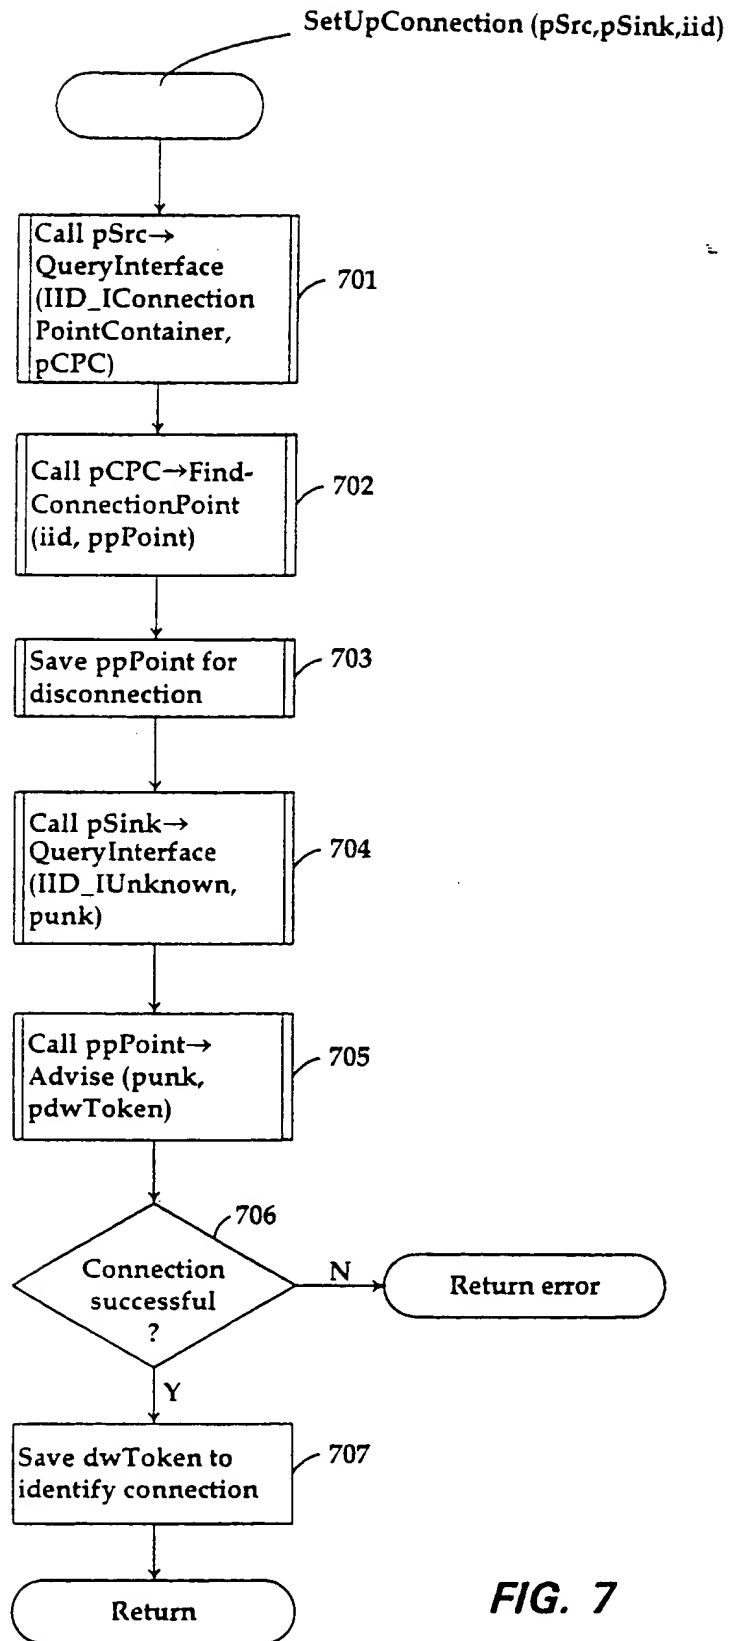 SetUpConnection (pSrc,pSink,iid)
Call pSrc→
QueryInterface
(IID_IConnection
PointContainer,
pCPC)
701
Call pCPC→Find-
ConnectionPoint
(iid, ppPoint)
702
Save ppPoint for
disconnection
703
Call pSink→
QueryInterface
(IID_IUnknown,
punk)
704
Call ppPoint→
Advise (punk,
pdwToken)
705
706
Connection
successful
?
N
Return error
Y
Save dwToken to
identify connection
707
Return
FIG. 7